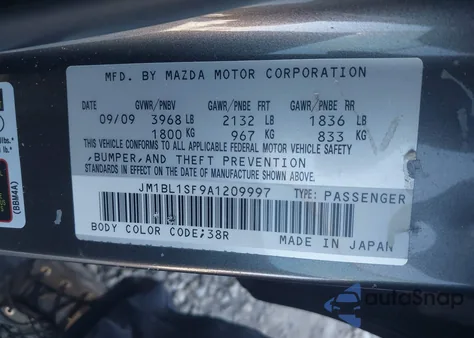 MFD. BY MAZDA MOTOR CORPORATION
GVWR/PNBV GAWR/PNBE FRT GAWR/PNBE RR
09/09 3968 LB 2132 LB 1836 LB
1800 KG 967 KG 833 KG
THIS VEHICLE CONFORMS TO ALL APPLICABLE FEDERAL MOTOR VEHICLE SAFETY
,BUMPER,AND THEFT PREVENTION
STANDARDS IN EFFECT ON THE DATE OF MANUFACTURE SHOWN ABOVE.
JM1BL1SF9A1209997 TYPE: PASSENGER
BODY COLOR CODE;38R MADE IN JAPAN
(BBM4A)
autoSnap